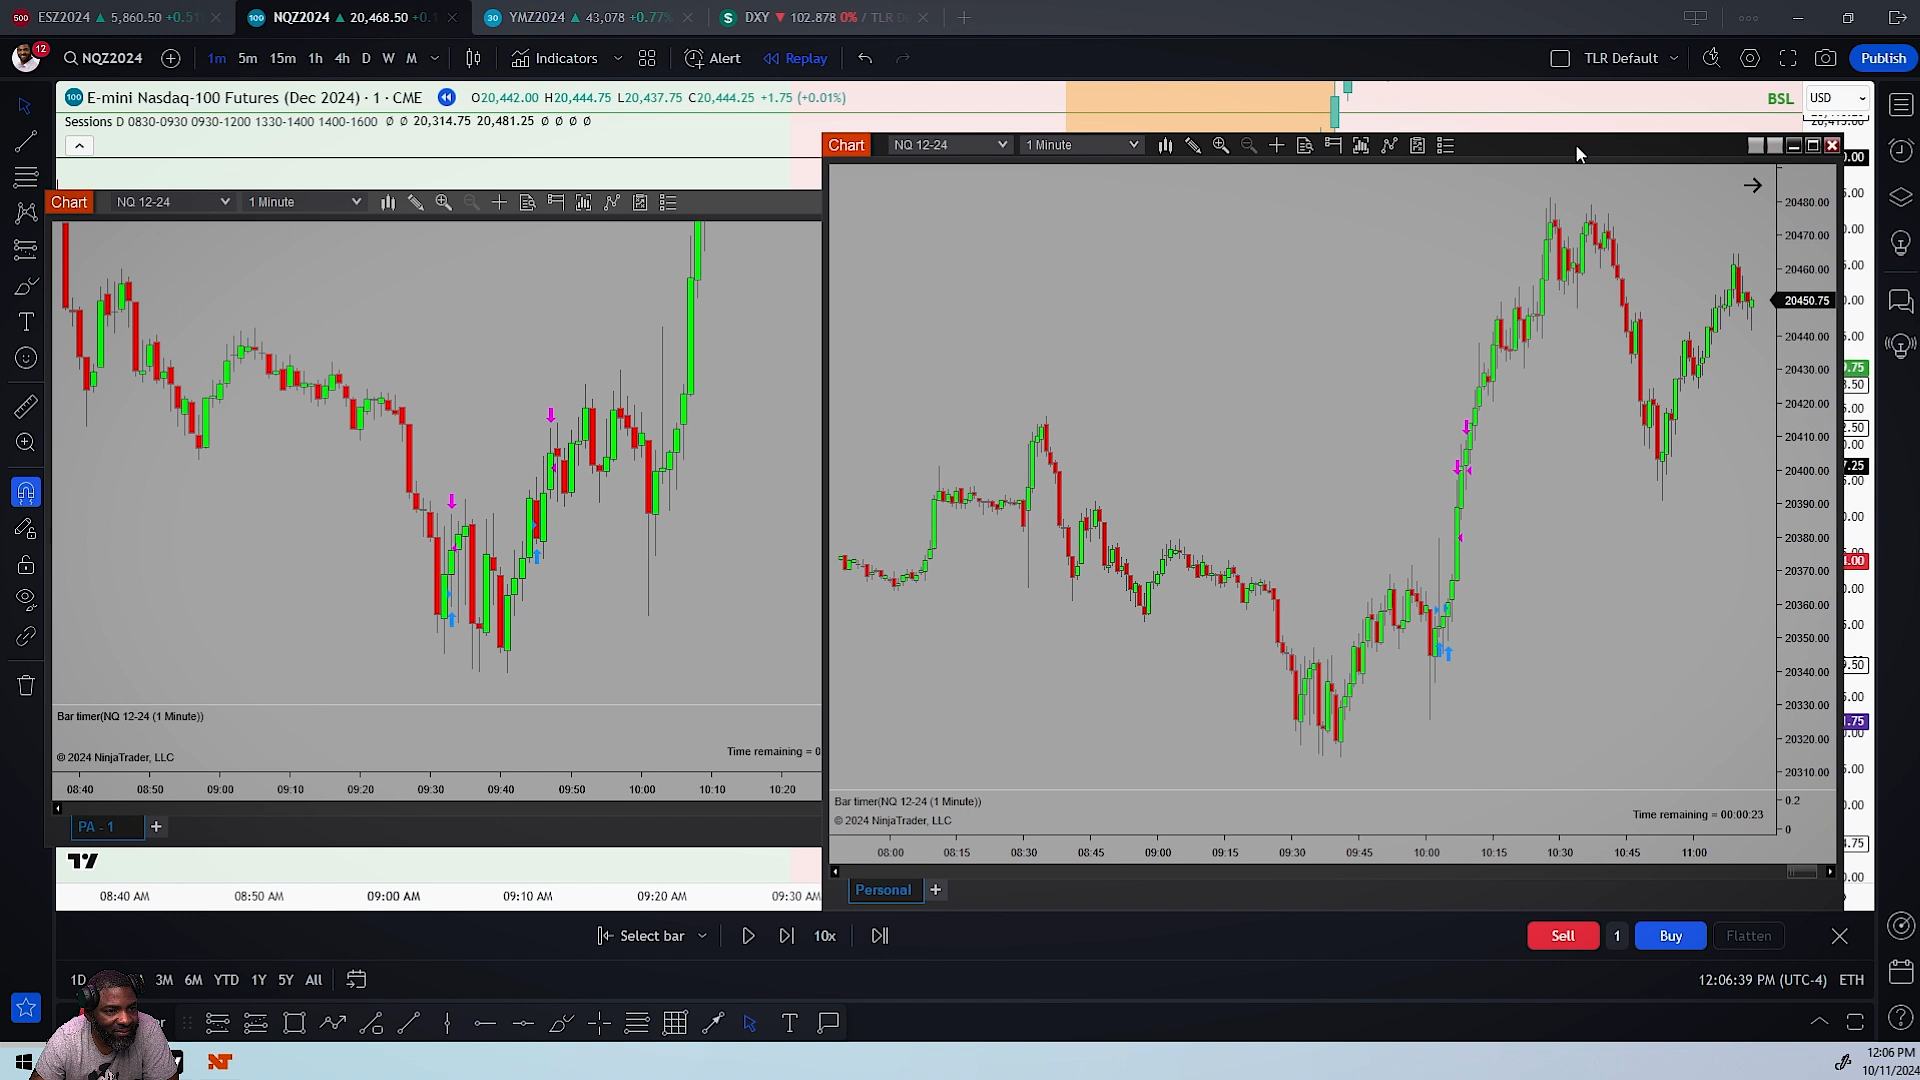 ESZ2024 ▲ 5,860.50 +0.51
NQZ2024 ▲ 20,468.50 +0.1
YMZ2024 ▲ 43,078 +0.77%
DXY ▼ 102.878 0% / TLR D
12
NQZ2024
1m 5m 15m 1h 4h D W M
Indicators
Alert
Replay
TLR Default
Publish
E-mini Nasdaq-100 Futures (Dec 2024) · 1 · CME
O20,442.00 H20,444.75 L20,437.75 C20,444.25 +1.75 (+0.01%)
BSL
USD
Sessions D 0830-0930 0930-1200 1330-1400 1400-1600 ∅ ∅ 20,314.75 20,481.25 ∅ ∅ ∅ ∅
Chart NQ 12-24 1 Minute
20480.00
20470.00
20460.00
20450.75
20440.00
20430.00
20420.00
20410.00
20400.00
20390.00
20380.00
20370.00
20360.00
20350.00
20340.00
20330.00
20320.00
20310.00
0.2
0
Bar timer(NQ 12-24 (1 Minute))
© 2024 NinjaTrader, LLC
Time remaining = 00:00:23
08:00 08:15 08:30 08:45 09:00 09:15 09:30 09:45 10:00 10:15 10:30 10:45 11:00
Personal +
Chart NQ 12-24 1 Minute
Bar timer(NQ 12-24 (1 Minute))
© 2024 NinjaTrader, LLC
Time remaining = 0
08:40 08:50 09:00 09:10 09:20 09:30 09:40 09:50 10:00 10:10 10:20
PA - 1 +
08:40 AM 08:50 AM 09:00 AM 09:10 AM 09:20 AM 09:30 AM
Select bar
10x
Sell 1 Buy Flatten
1D 3M 6M YTD 1Y 5Y All
12:06:39 PM (UTC-4) ETH
12:06 PM
10/11/2024